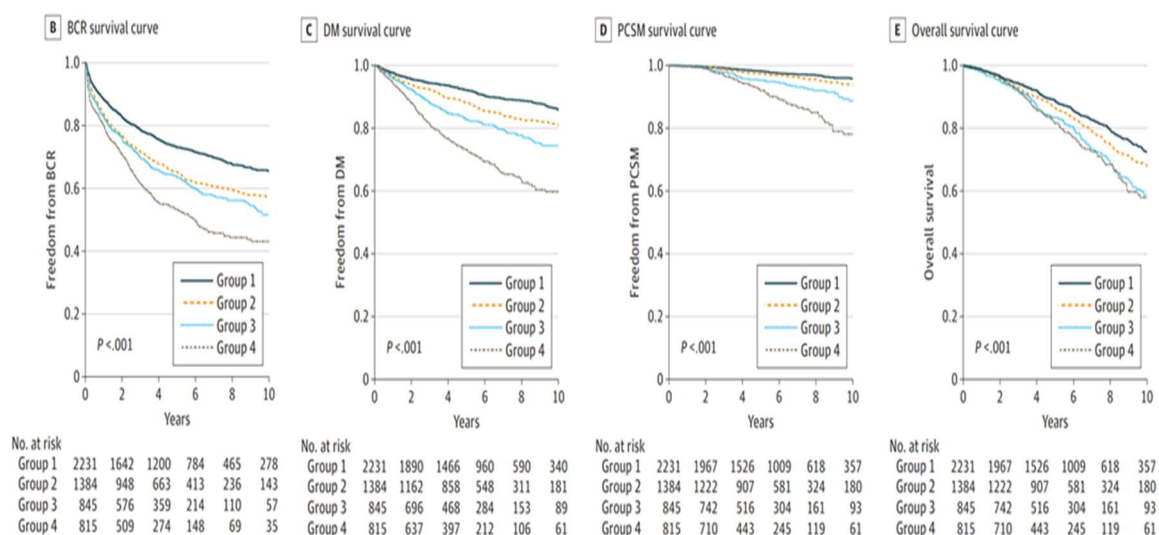 B BCR survival curve
1.0
0.8
0.6
0.4
0.2
0
Freedom from BCR
Group 1
Group 2
Group 3
Group 4
P <.001
0 2 4 6 8 10
Years
No. at risk
Group 1 2231 1642 1200 784 465 278
Group 2 1384 948 663 413 236 143
Group 3 845 576 359 214 110 57
Group 4 815 509 274 148 69 35
C DM survival curve
1.0
0.8
0.6
0.4
0.2
0
Freedom from DM
Group 1
Group 2
Group 3
Group 4
P <.001
0 2 4 6 8 10
Years
No. at risk
Group 1 2231 1890 1466 960 590 340
Group 2 1384 1162 858 548 311 181
Group 3 845 696 468 284 153 89
Group 4 815 637 397 212 106 61
D PCSM survival curve
1.0
0.8
0.6
0.4
0.2
0
Freedom from PCSM
Group 1
Group 2
Group 3
Group 4
P <.001
0 2 4 6 8 10
Years
No. at risk
Group 1 2231 1967 1526 1009 618 357
Group 2 1384 1222 907 581 324 180
Group 3 845 742 516 304 161 93
Group 4 815 710 443 245 119 61
E Overall survival curve
1.0
0.8
0.6
0.4
0.2
0
Overall survival
Group 1
Group 2
Group 3
Group 4
P <.001
0 2 4 6 8 10
Years
No. at risk
Group 1 2231 1967 1526 1009 618 357
Group 2 1384 1222 907 581 324 180
Group 3 845 742 516 304 161 93
Group 4 815 710 443 245 119 61